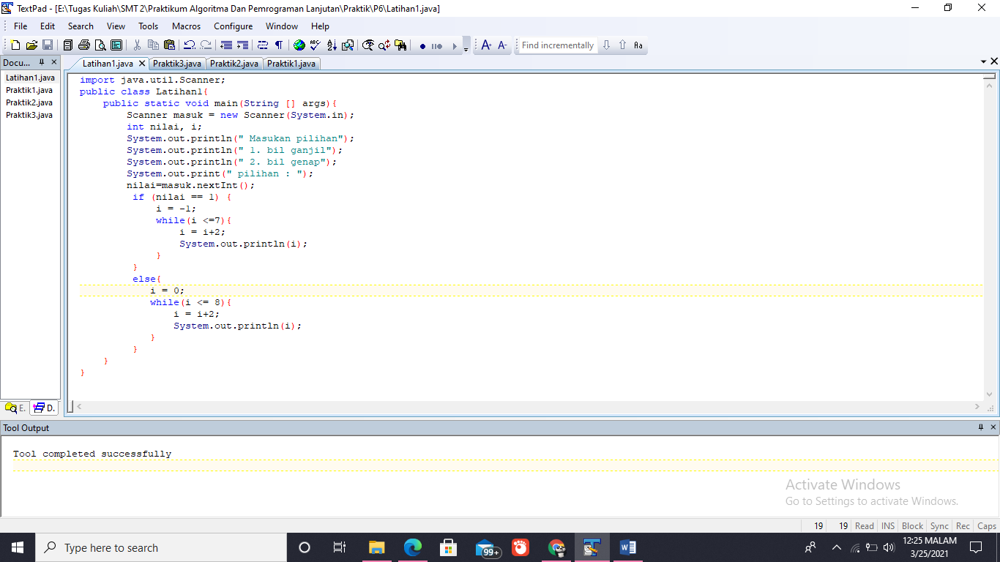 TextPad - [E:\Tugas Kuliah\SMT 2\Praktikum Algoritma Dan Pemrograman Lanjutan\Praktik\P6\Latihan1.java]
File Edit Search View Tools Macros Configure Window Help
Find incrementally Aa
Docu...
Latihan1.java Praktik3.java Praktik2.java Praktik1.java
Latihan1.java
Praktik1.java
Praktik2.java
Praktik3.java
E. D.
import java.util.Scanner;
public class Latihan1{
public static void main(String [] args){
Scanner masuk = new Scanner(System.in);
int nilai, i;
System.out.println(" Masukan pilihan");
System.out.println(" 1. bil ganjil");
System.out.println(" 2. bil genap");
System.out.print(" pilihan : ");
nilai=masuk.nextInt();
if (nilai == 1) {
i = -1;
while(i <=7){
i = i+2;
System.out.println(i);
}
}
else{
i = 0;
while(i <= 8){
i = i+2;
System.out.println(i);
}
}
}
}
Tool Output
Tool completed successfully
Activate Windows
Go to Settings to activate Windows.
19 19 Read INS Block Sync Rec Caps
Type here to search
99+
12:25 MALAM
3/25/2021